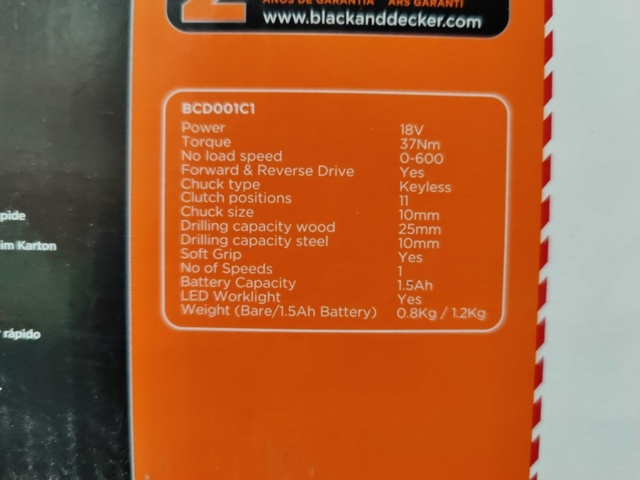 2
AÑOS DE GARANTÍA ARS GARANTI
www.blackanddecker.com
BCD001C1
Power 18V
Torque 37Nm
No load speed 0-600
Forward & Reverse Drive Yes
Chuck type Keyless
Clutch positions 11
Chuck size 10mm
Drilling capacity wood 25mm
Drilling capacity steel 10mm
Soft Grip Yes
No of Speeds 1
Battery Capacity 1.5Ah
LED Worklight Yes
Weight (Bare/1.5Ah Battery) 0.8Kg / 1.2Kg
pide
im Karton
rápido